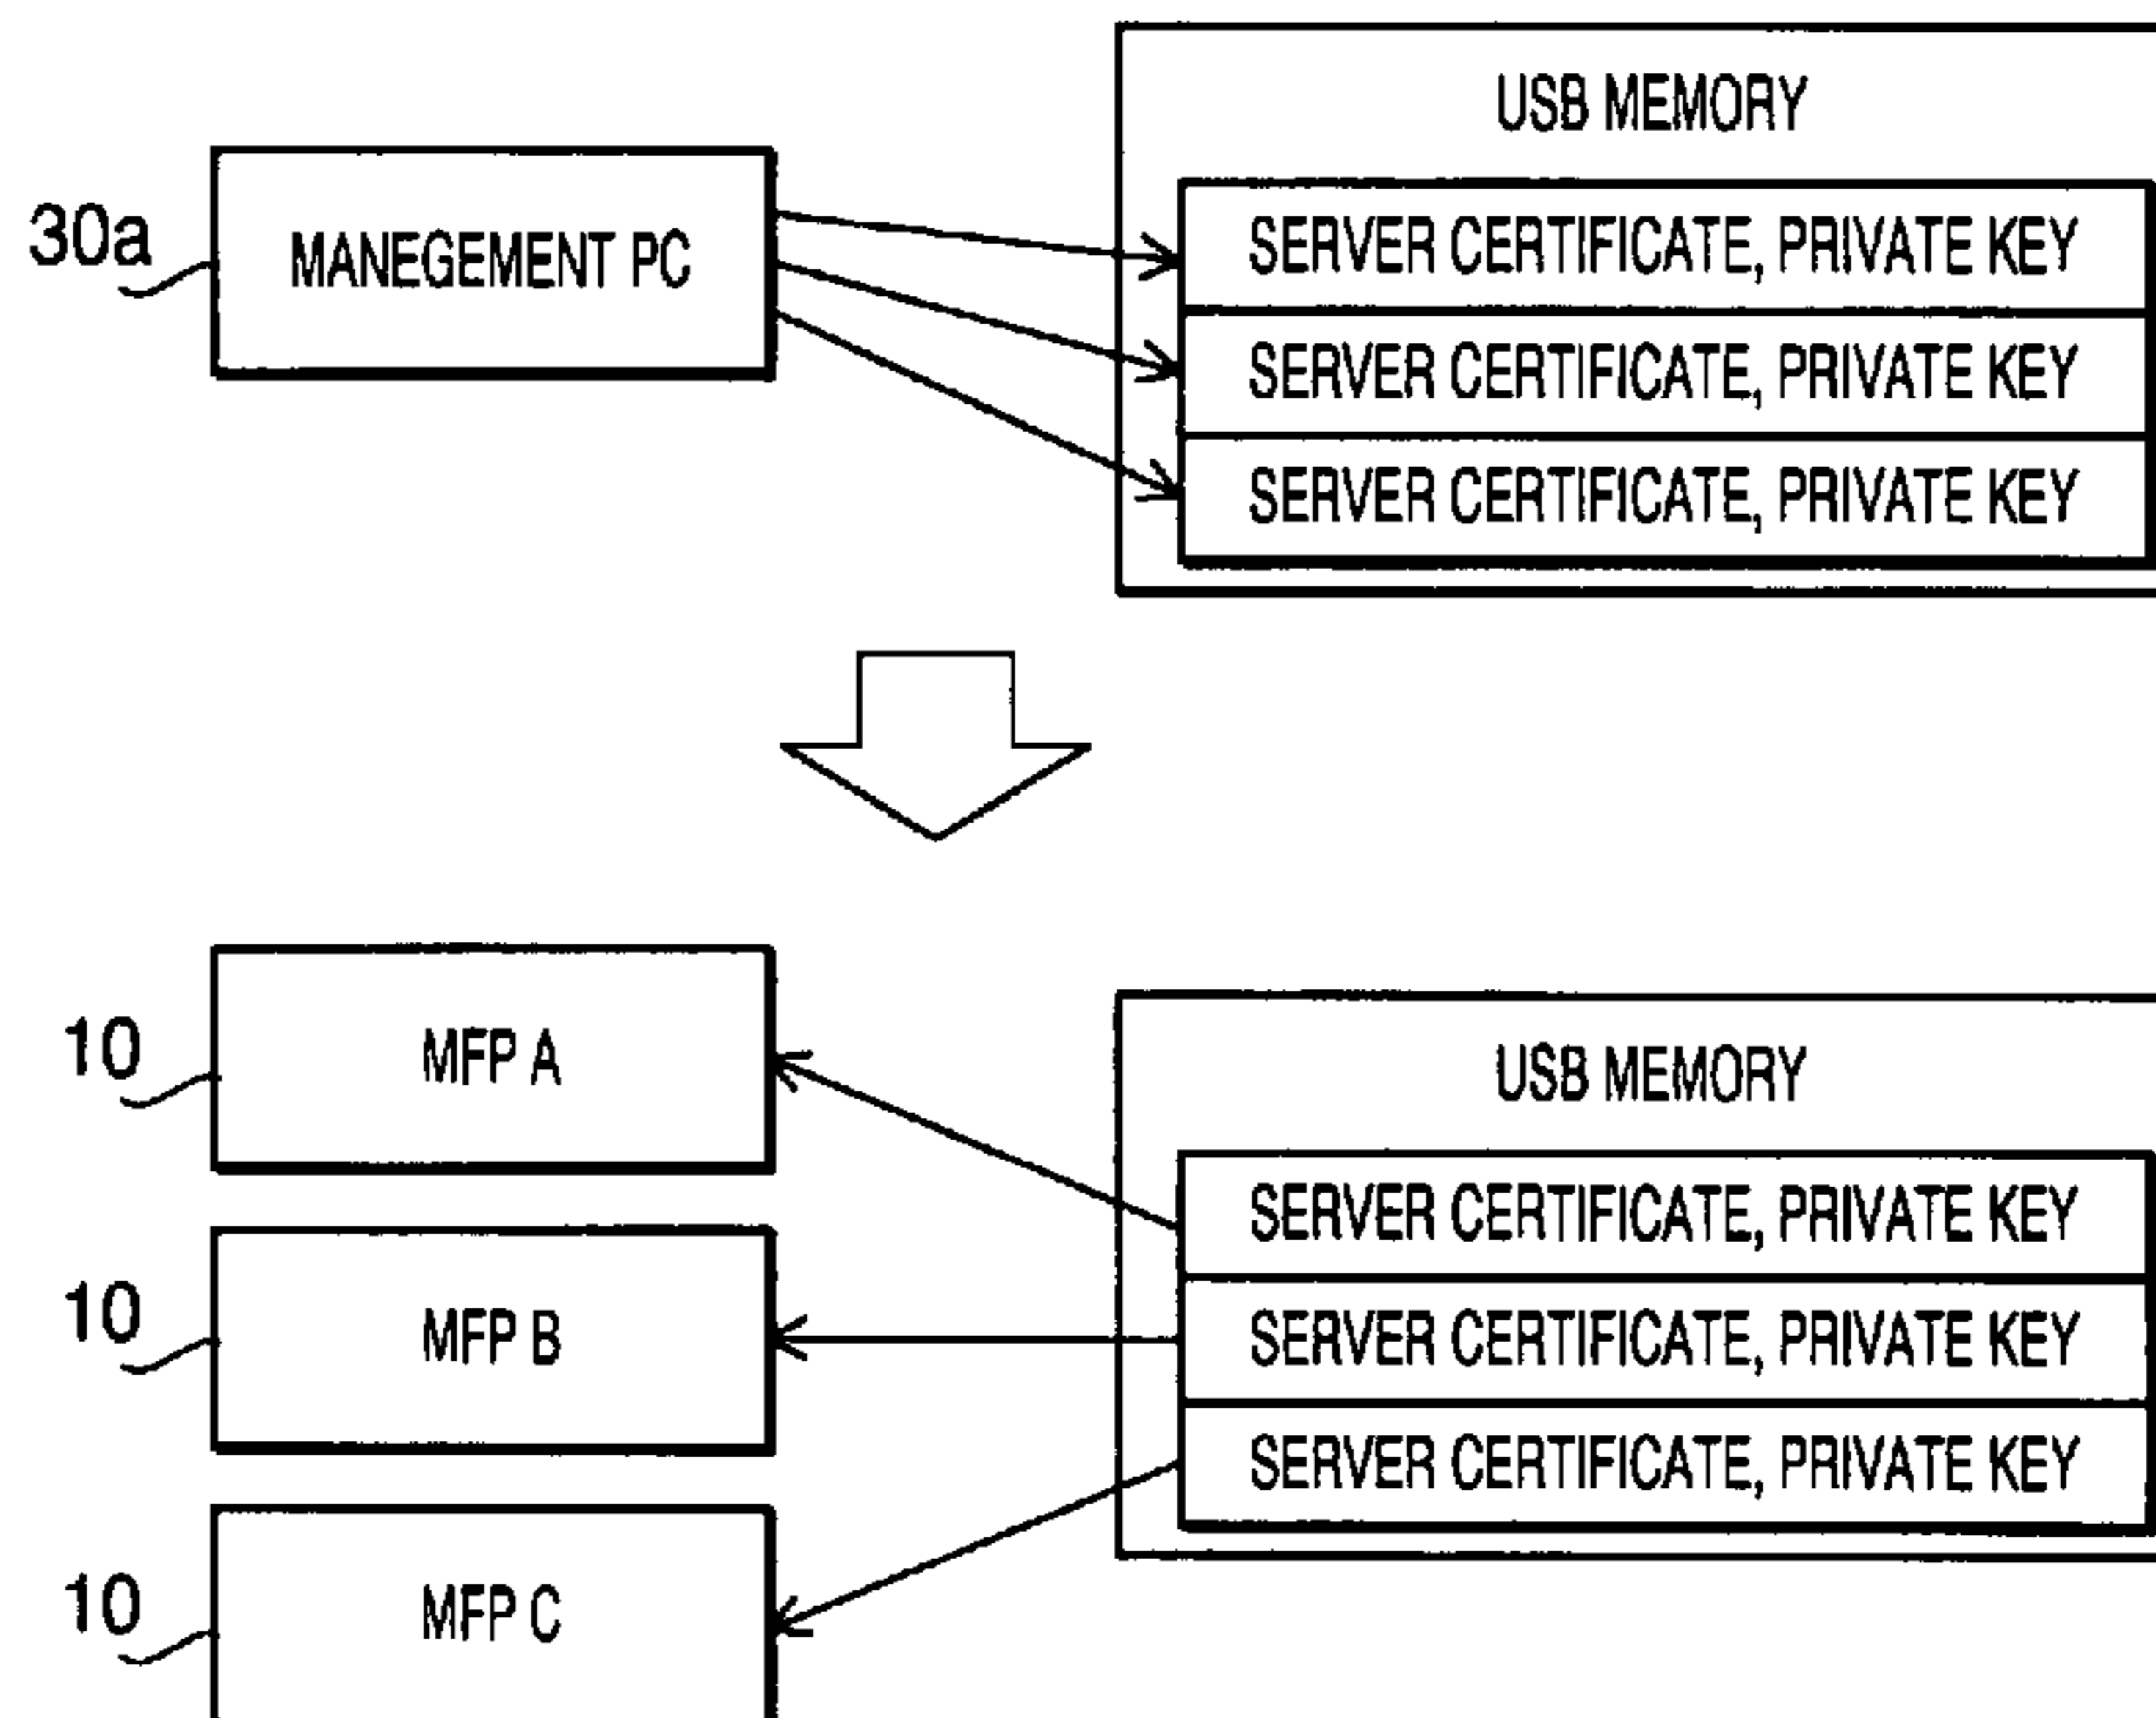 USB MEMORY
30a
MANEGEMENT PC
SERVER CERTIFICATE, PRIVATE KEY
SERVER CERTIFICATE, PRIVATE KEY
SERVER CERTIFICATE, PRIVATE KEY
10
MFP A
10
MFP B
10
MFP C
USB MEMORY
SERVER CERTIFICATE, PRIVATE KEY
SERVER CERTIFICATE, PRIVATE KEY
SERVER CERTIFICATE, PRIVATE KEY